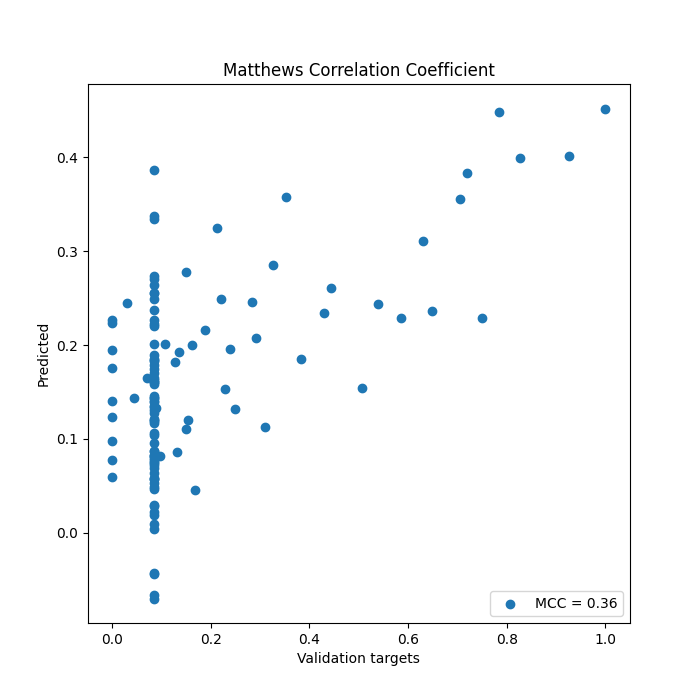 Matthews Correlation Coefficient
Predicted
0.4
0.3
0.2
0.1
0.0
MCC = 0.36
0.0 0.2 0.4 0.6 0.8 1.0
Validation targets